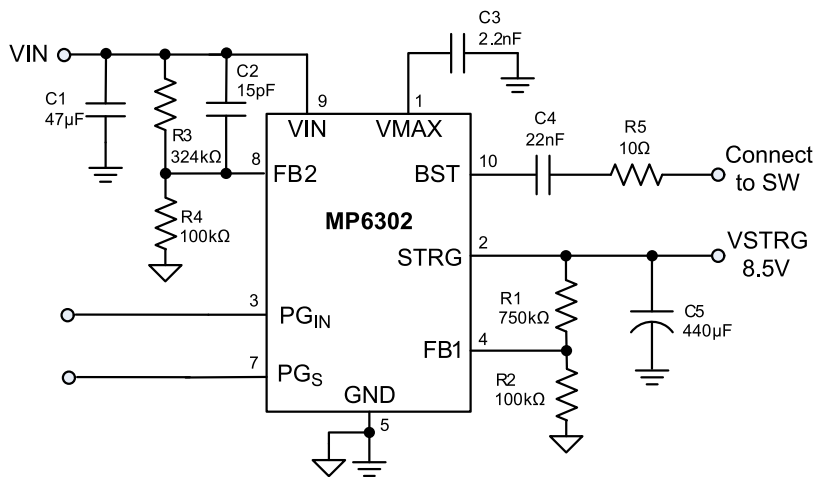 C3
2.2nF
VIN
C2
15pF
C1
47µF
R3
324kΩ
9
1
VIN
VMAX
C4
22nF
R5
10Ω
8
FB2
10
BST
Connect
to SW
R4
100kΩ
MP6302
STRG
2
VSTRG
8.5V
3
PGIN
R1
750kΩ
C5
440µF
7
PGS
FB1
4
R2
100kΩ
GND
5